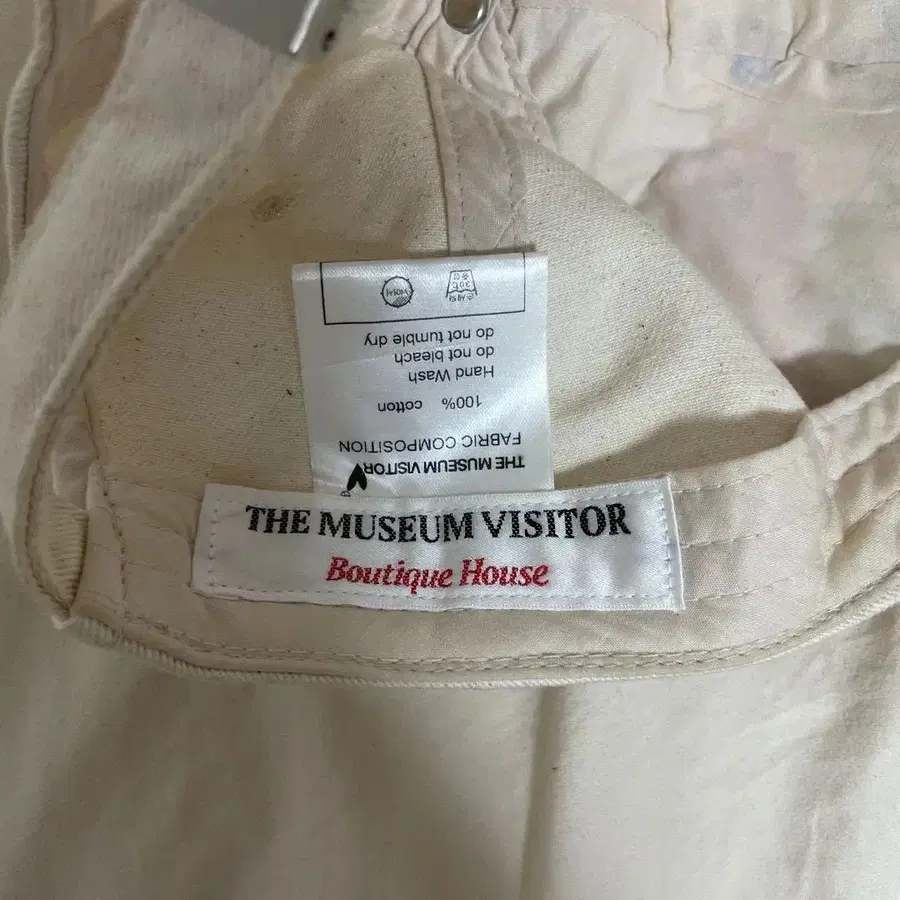 THE MUSEUM VISITOR
Boutique House
THE MUSEUM VISITOR
FABRIC COMPOSITION
100% cotton
Hand Wash
do not bleach
do not tumble dry